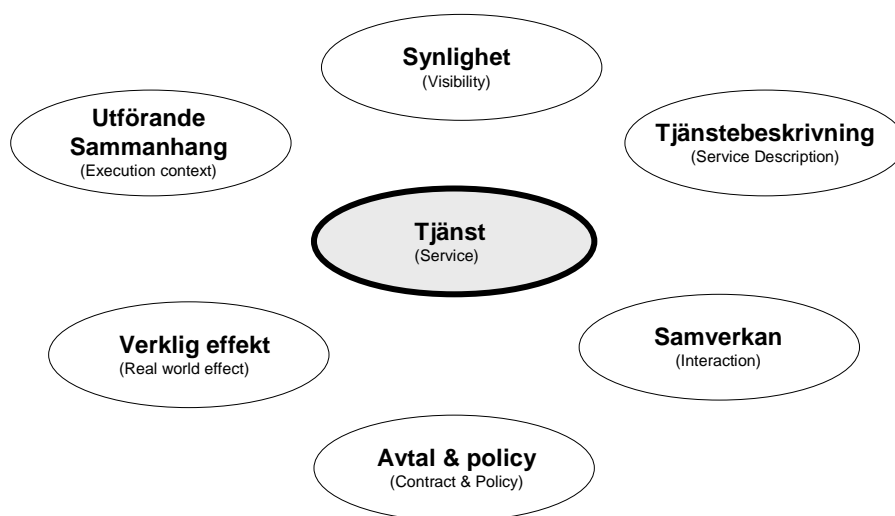 Synlighet
(Visibility)
Utförande
Sammanhang
(Execution context)
Tjänstebeskrivning
(Service Description)
Tjänst
(Service)
Verklig effekt
(Real world effect)
Samverkan
(Interaction)
Avtal & policy
(Contract & Policy)